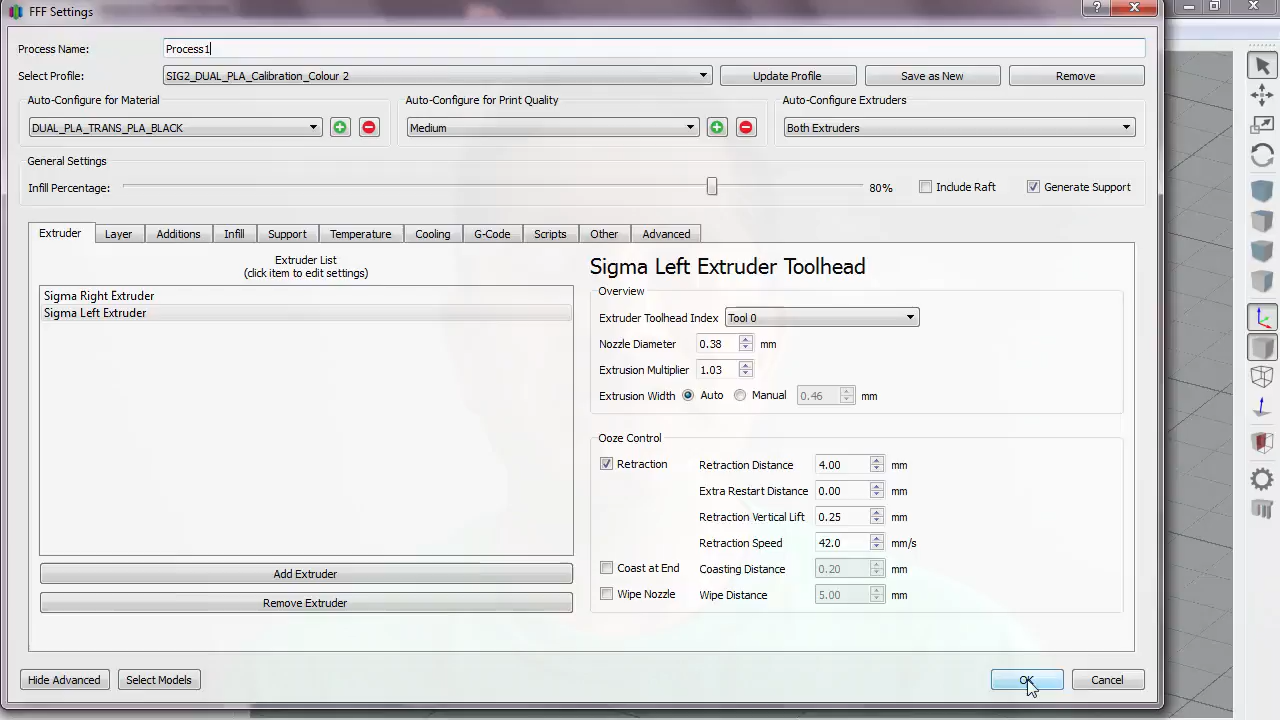 FFF Settings
Process Name: Process1
Select Profile: SIG2_DUAL_PLA_Calibration_Colour 2 Update Profile Save as New Remove
Auto-Configure for Material Auto-Configure for Print Quality Auto-Configure Extruders
DUAL_PLA_TRANS_PLA_BLACK Medium Both Extruders
General Settings
Infill Percentage: 80% Include Raft Generate Support
Extruder Layer Additions Infill Support Temperature Cooling G-Code Scripts Other Advanced
Extruder List
(click item to edit settings)
Sigma Right Extruder
Sigma Left Extruder
Add Extruder
Remove Extruder
Sigma Left Extruder Toolhead
Overview
Extruder Toolhead Index Tool 0
Nozzle Diameter 0.38 mm
Extrusion Multiplier 1.03
Extrusion Width Auto Manual 0.46 mm
Ooze Control
Retraction Retraction Distance 4.00 mm
Extra Restart Distance 0.00 mm
Retraction Vertical Lift 0.25 mm
Retraction Speed 42.0 mm/s
Coast at End Coasting Distance 0.20 mm
Wipe Nozzle Wipe Distance 5.00 mm
Hide Advanced Select Models OK Cancel